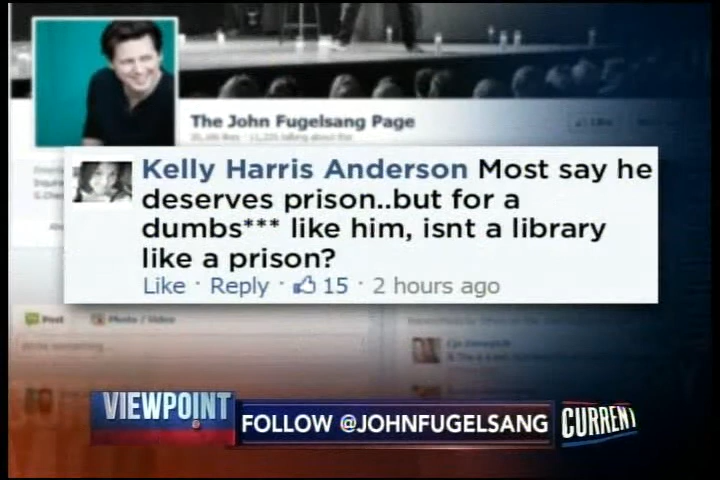 The John Fugelsang Page
Kelly Harris Anderson Most say he
deserves prison..but for a
dumbs*** like him, isnt a library
like a prison?
Like · Reply · 15 · 2 hours ago
Post Photo / Video
VIEWPOINT
FOLLOW @JOHNFUGELSANG
CURRENT